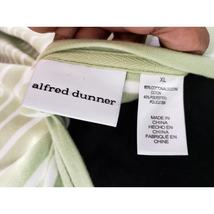 alfred dunner
XL
MADE IN
CHINA
HECHO EN
CHINA
FABRIQUÉ EN
CHINE